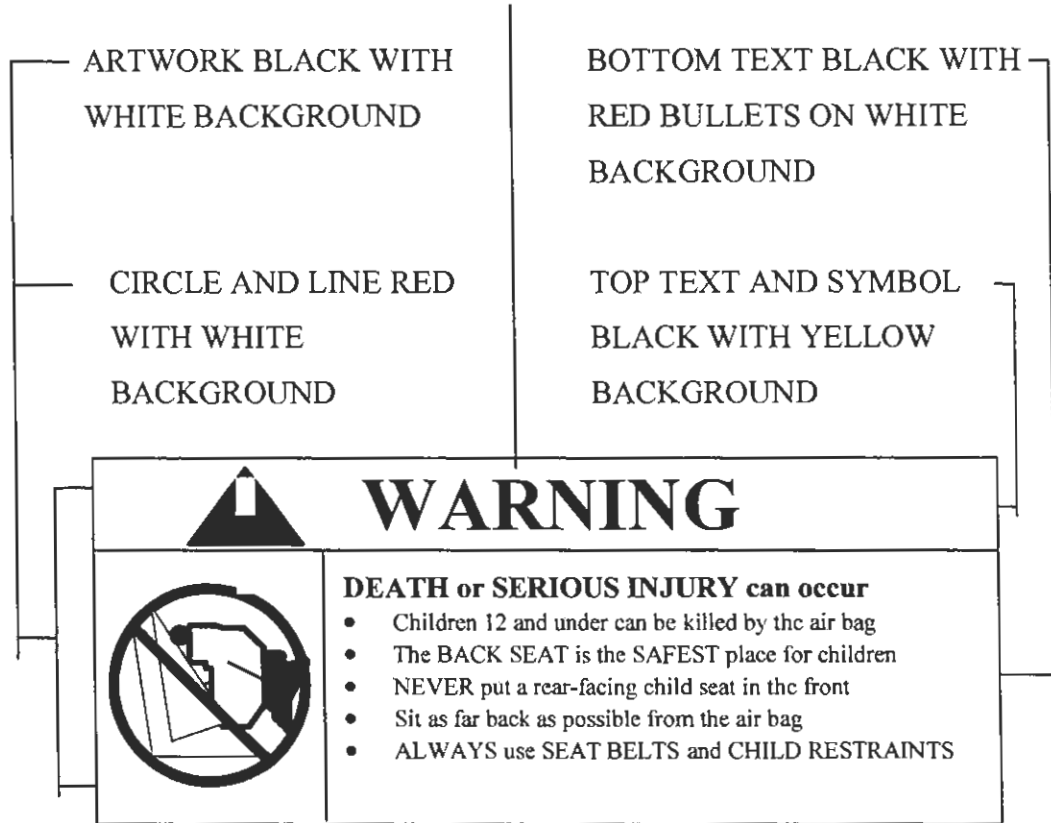 ARTWORK BLACK WITH
WHITE BACKGROUND
BOTTOM TEXT BLACK WITH
RED BULLETS ON WHITE
BACKGROUND
CIRCLE AND LINE RED
WITH WHITE
BACKGROUND
TOP TEXT AND SYMBOL
BLACK WITH YELLOW
BACKGROUND
WARNING
DEATH or SERIOUS INJURY can occur
• Children 12 and under can be killed by the air bag
• The BACK SEAT is the SAFEST place for children
• NEVER put a rear-facing child seat in the front
• Sit as far back as possible from the air bag
• ALWAYS use SEAT BELTS and CHILD RESTRAINTS